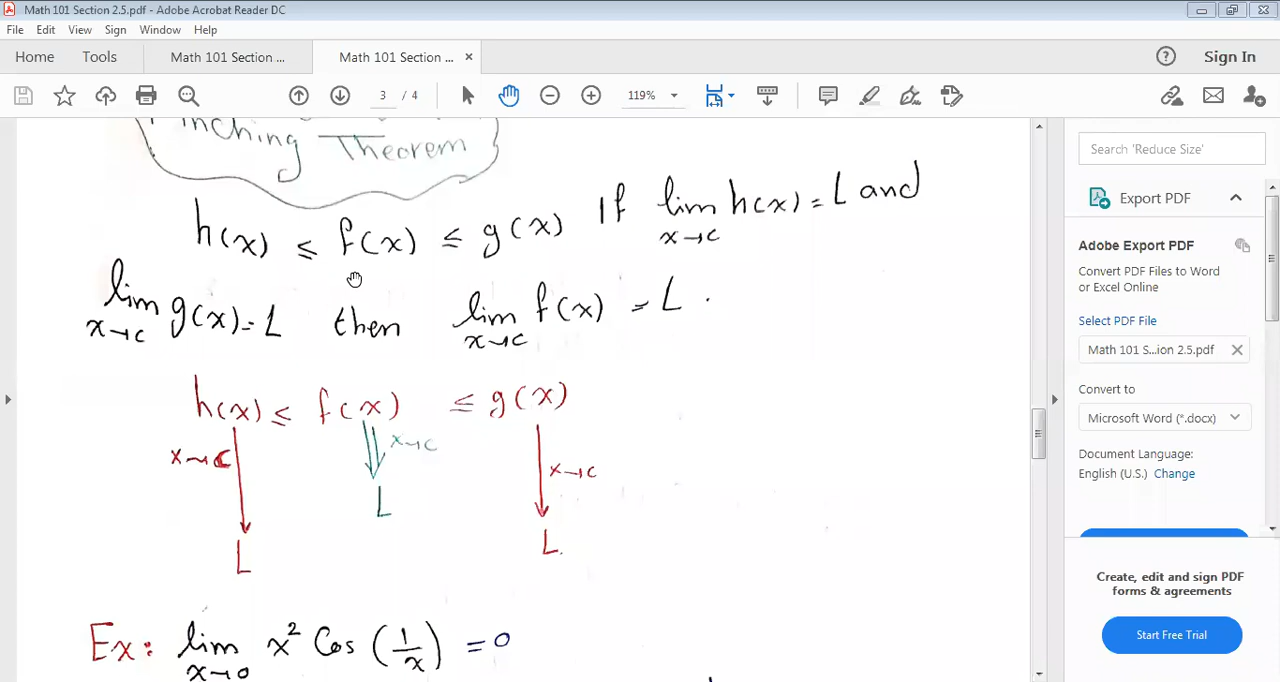 Math 101 Section 2.5.pdf - Adobe Acrobat Reader DC
File Edit View Sign Window Help
Home Tools Math 101 Section ... Math 101 Section ... × Sign In
3 / 4 119%
Pinching
Theorem
h(x) ≤ f(x) ≤ g(x) If lim x→c h(x) = L and
lim x→c g(x) = L then lim x→c f(x) = L .
h(x) ≤ f(x) ≤ g(x)
x→c x→c x→c
L L L.
Ex: lim x→0 x² Cos (1/x) = 0
Search 'Reduce Size'
Export PDF
Adobe Export PDF
Convert PDF Files to Word
or Excel Online
Select PDF File
Math 101 S...ion 2.5.pdf ×
Convert to
Microsoft Word (*.docx)
Document Language:
English (U.S.) Change
Create, edit and sign PDF
forms & agreements
Start Free Trial